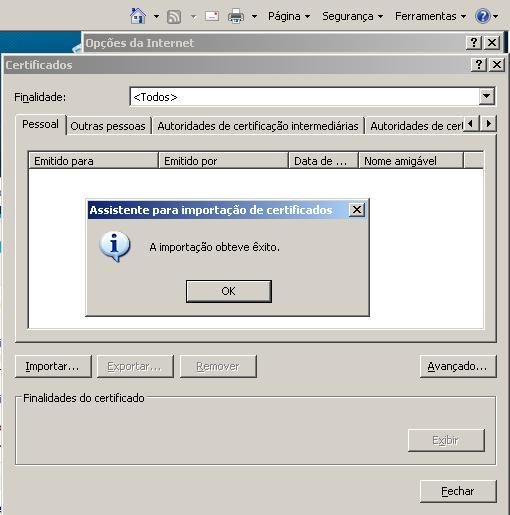 Página
Segurança
Ferramentas
Opções da Internet
Certificados
Finalidade:
<Todos>
Pessoal
Outras pessoas
Autoridades de certificação intermediárias
Autoridades de cer
Emitido para
Emitido por
Data de ...
Nome amigável
Assistente para importação de certificados
A importação obteve êxito.
OK
Importar...
Exportar...
Remover
Avançado...
Finalidades do certificado
Exibir
Fechar